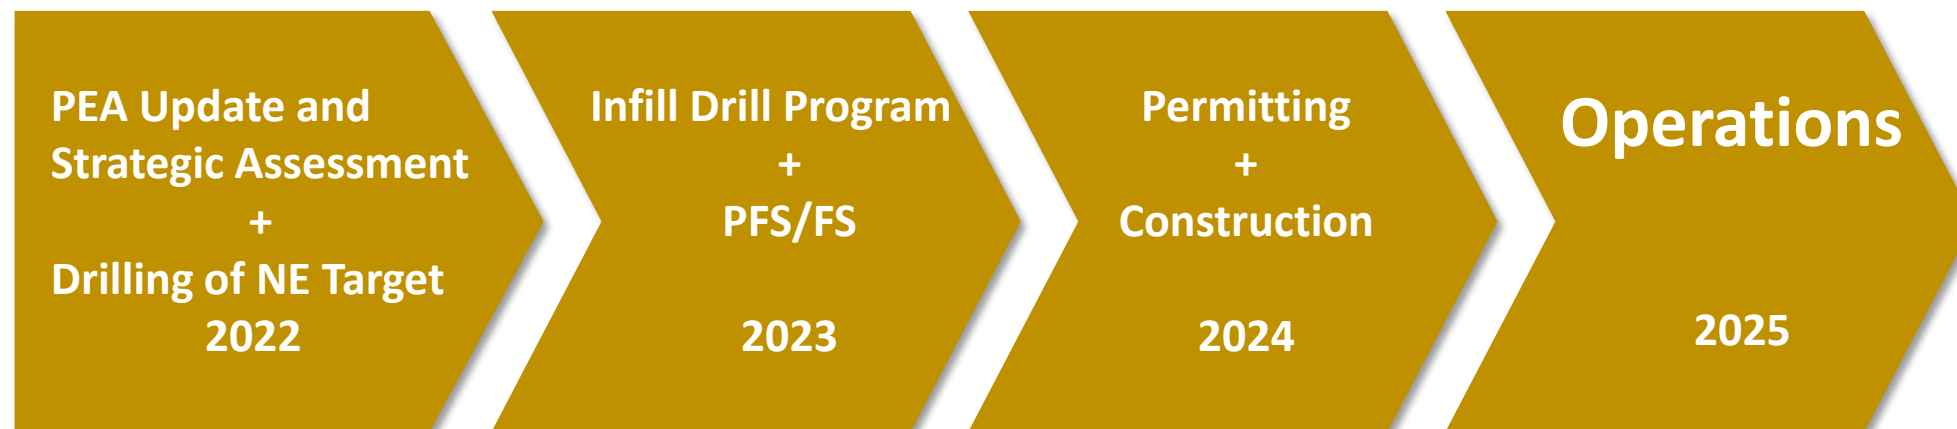 PEA Update and
Strategic Assessment
+
Drilling of NE Target
2022
Infill Drill Program
+
PFS/FS
2023
Permitting
+
Construction
2024
Operations
2025